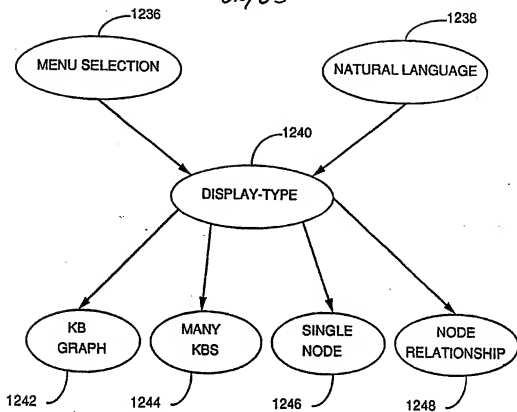 1236
1238
MENU SELECTION
NATURAL LANGUAGE
1240
DISPLAY-TYPE
KB
GRAPH
MANY
KBS
SINGLE
NODE
NODE
RELATIONSHIP
1242
1244
1246
1248